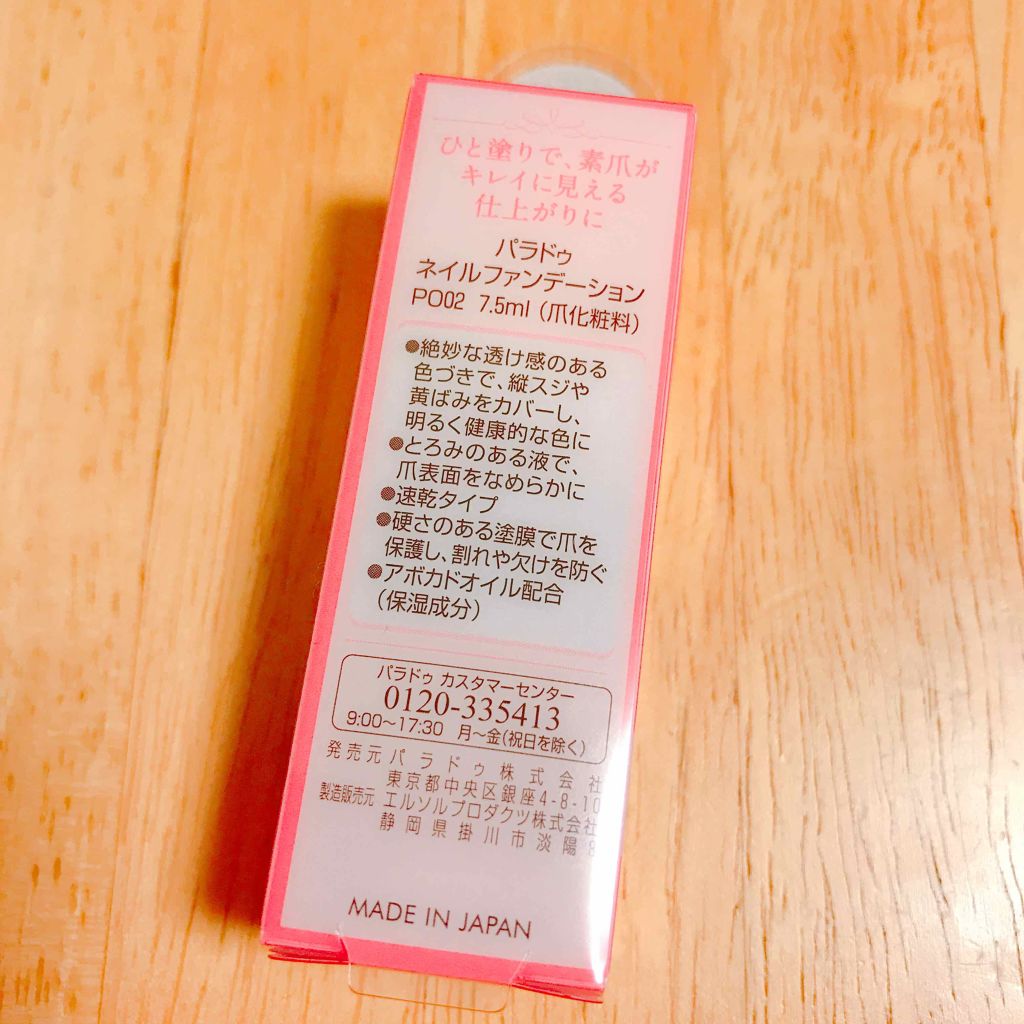 ひと塗りで、素爪が
キレイに見える
仕上がりに
パラドゥ
ネイルファンデーション
PO02 7.5ml（爪化粧料）
●絶妙な透け感のある
色づきで、縦スジや
黄ばみをカバーし、
明るく健康的な色に
●とろみのある液で、
爪表面をなめらかに
●速乾タイプ
●硬さのある塗膜で爪を
保護し、割れや欠けを防ぐ
●アボカドオイル配合
（保湿成分）
パラドゥ カスタマーセンター
0120-335413
9:00～17:30 月～金（祝日を除く）
発売元 パラドゥ株式会社
東京都中央区銀座4-8-10
製造販売元 エルソルプロダクツ株式会社
静岡県掛川市淡陽8
MADE IN JAPAN